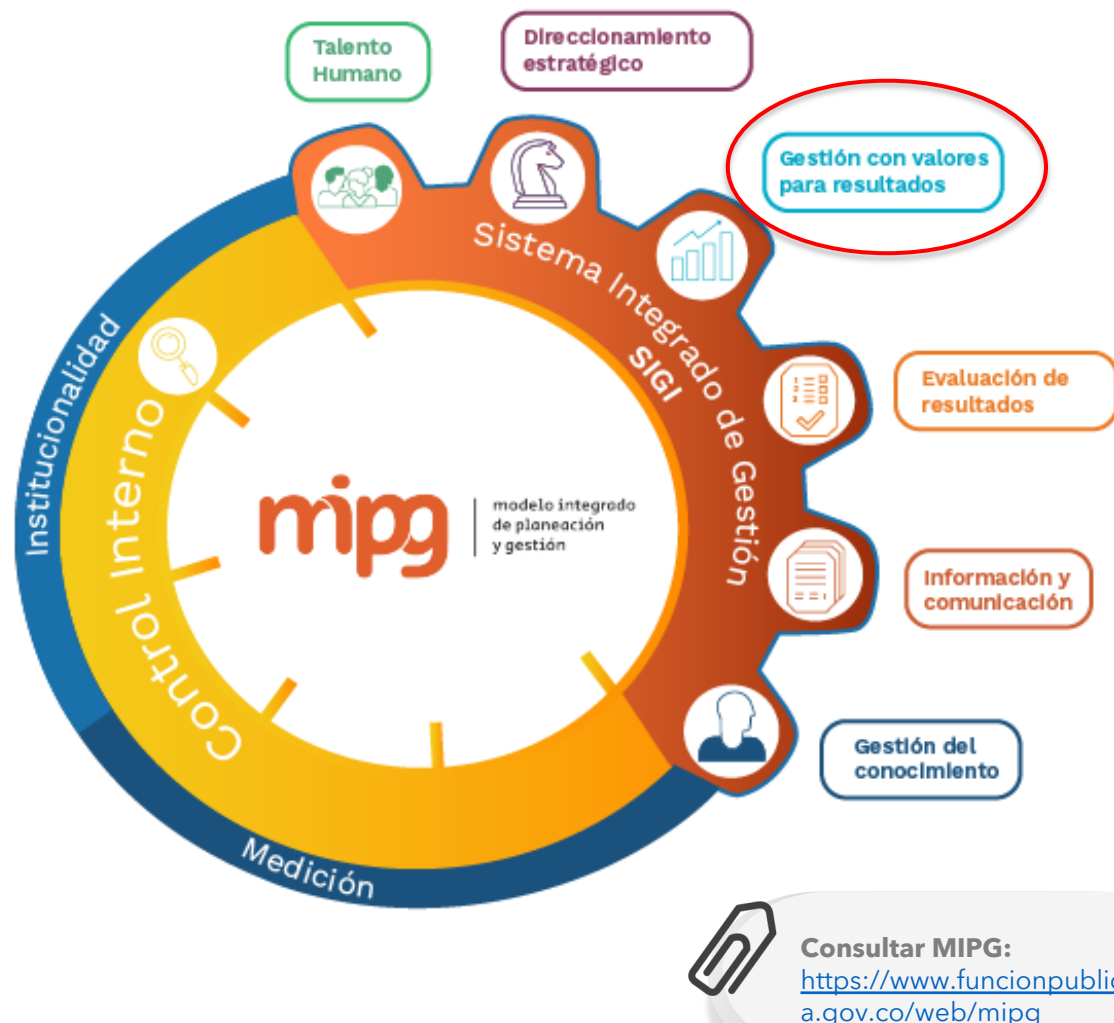 Talento
Humano
Direccionamiento
estratégico
Gestión con valores
para resultados
Sistema Integrado de Gestión
SIGI
Evaluación de
resultados
Institucionalidad
Control Interno
mipg
modelo integrado
de planeación
y gestión
Información y
comunicación
Gestión del
conocimiento
Medición
Consultar MIPG:
https://www.funcionpublic
a.gov.co/web/mipg